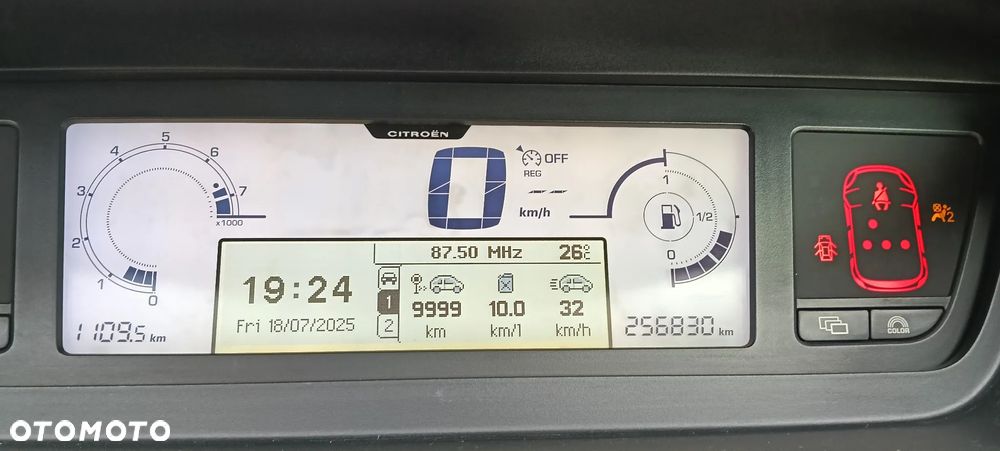 CITROËN
5
4 6
3 7
x1000
2
1
0
OFF
REG
km/h
1
1/2
0
2
87.50 MHz 26°C
19:24
Fri 18/07/2025
1
2
9999 10.0 32
km km/l km/h
1109.5 km
256830 km
COLOR
OTOMOTO